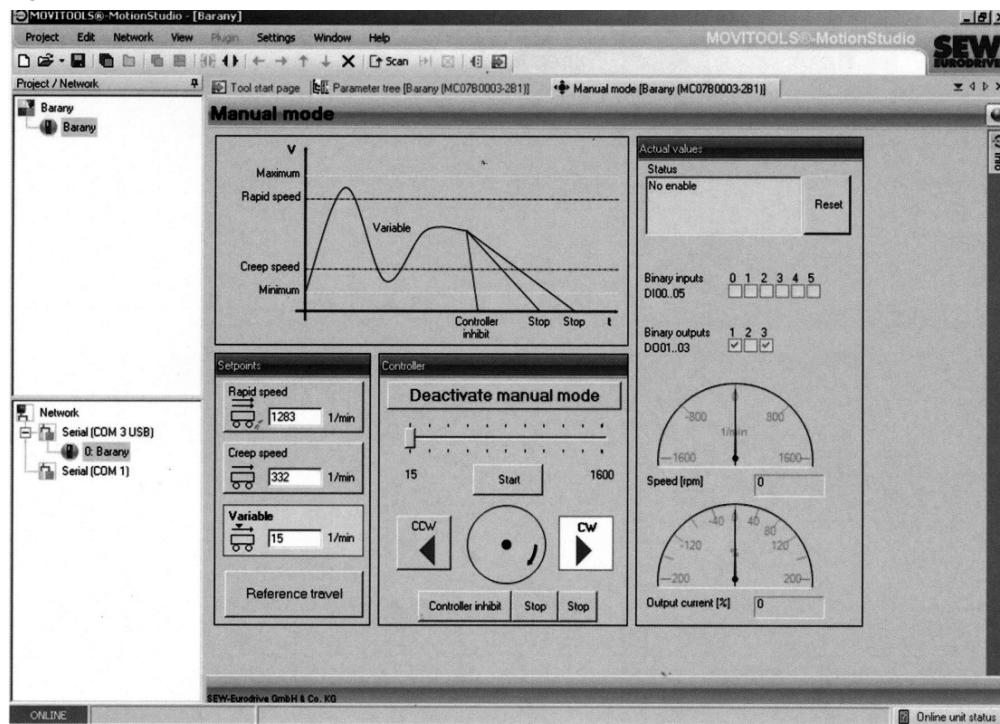 MOVITOOLS®-MotionStudio - [Barany]
Project Edit Network View Plugin Settings Window Help
MOVITOOLS®-MotionStudio
SEW
EURODRIVE
Scan
Project / Network
Tool start page
Parameter tree [Barany (MC07B0003-2B1)]
Manual mode [Barany (MC07B0003-2B1)]
Barany
Barany
Manual mode
V
Maximum
Rapid speed
Variable
Creep speed
Minimum
Controller inhibit Stop Stop t
Actual values
Status
No enable
Reset
Binary inputs 0 1 2 3 4 5
DI00..05
Binary outputs 1 2 3
DO01..03
-800 0 800
1/min
-1600 1600
Speed [rpm] 0
-40 0 40
80
-120 % 120
-200 200
Output current [%] 0
Setpoints
Rapid speed
1283 1/min
Creep speed
332 1/min
Variable
15 1/min
Reference travel
Controller
Deactivate manual mode
15 1600
Start
CCW CW
Controller inhibit Stop Stop
Network
Serial (COM 3 USB)
0: Barany
Serial (COM 1)
SEW-Eurodrive GmbH & Co. KG
ONLINE
Online unit status